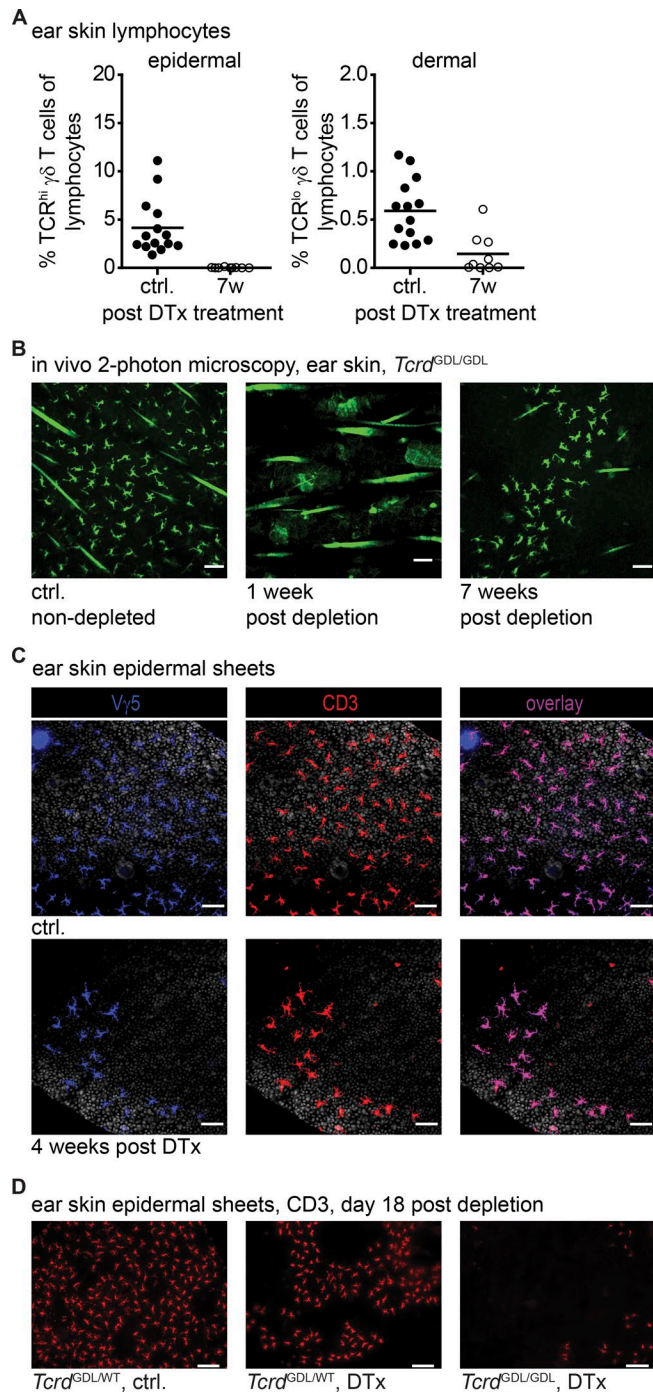 A
ear skin lymphocytes
epidermal
% TCRhi γδ T cells of
lymphocytes
20
15
10
5
0
ctrl.
7w
post DTx treatment
dermal
% TCRlo γδ T cells of
lymphocytes
2.0
1.5
1.0
0.5
0.0
ctrl.
7w
post DTx treatment
B
in vivo 2-photon microscopy, ear skin, TcrdGDL/GDL
ctrl.
non-depleted
1 week
post depletion
7 weeks
post depletion
C
ear skin epidermal sheets
Vγ5
CD3
overlay
ctrl.
4 weeks post DTx
D
ear skin epidermal sheets, CD3, day 18 post depletion
TcrdGDL/WT, ctrl.
TcrdGDL/WT, DTx
TcrdGDL/GDL, DTx